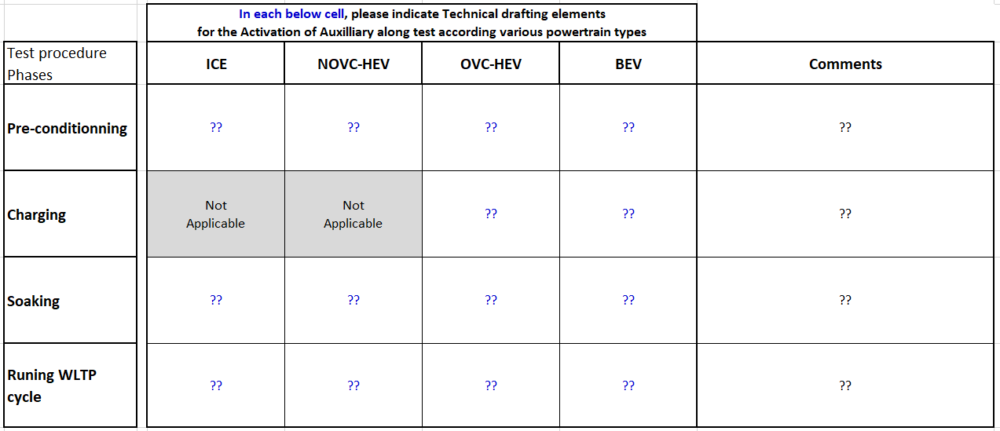 In each below cell, please indicate Technical drafting elements
for the Activation of Auxilliary along test according various powertrain types
Test procedure
Phases
ICE
NOVC-HEV
OVC-HEV
BEV
Comments
Pre-conditionning
??
??
??
??
??
Charging
Not
Applicable
Not
Applicable
??
??
??
Soaking
??
??
??
??
??
Runing WLTP
cycle
??
??
??
??
??